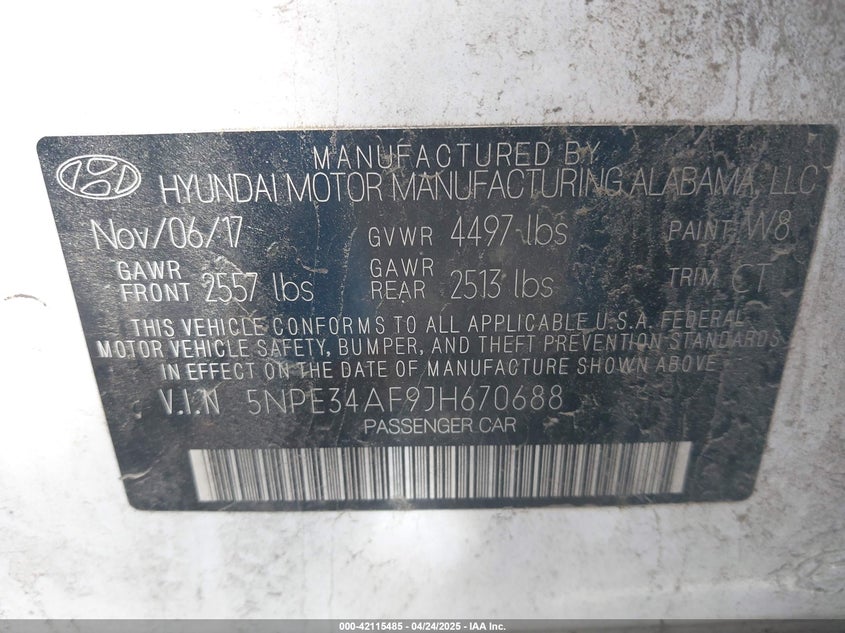 MANUFACTURED BY
HYUNDAI MOTOR MANUFACTURING ALABAMA, LLC
Nov/06/17 GVWR 4497 lbs PAINT W8
GAWR FRONT 2557 lbs GAWR REAR 2513 lbs TRIM CT
THIS VEHICLE CONFORMS TO ALL APPLICABLE U.S.A. FEDERAL
MOTOR VEHICLE SAFETY, BUMPER, AND THEFT PREVENTION STANDARDS
IN EFFECT ON THE DATE OF MANUFACTURE SHOWN ABOVE
V.I.N 5NPE34AF9JH670688
PASSENGER CAR
000-42115485 - 04/24/2025 - IAA Inc.